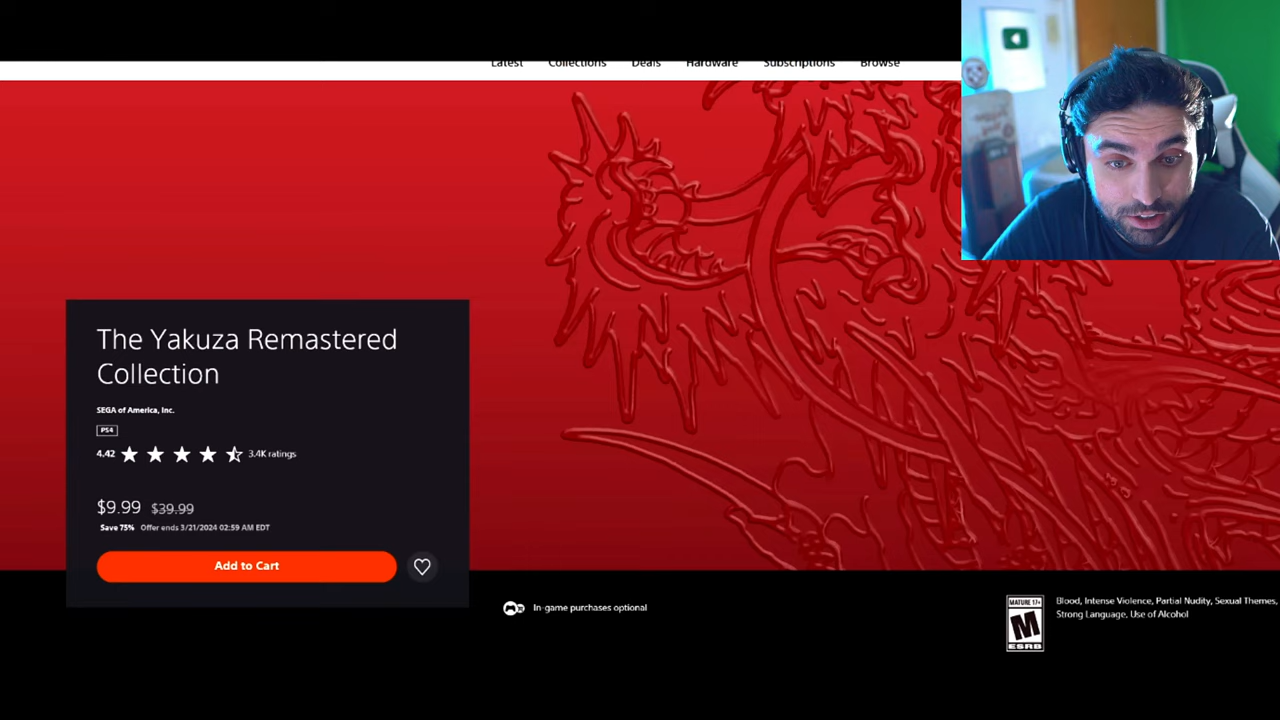 Latest Collections Deals Hardware Subscriptions Browse
The Yakuza Remastered
Collection
SEGA of America, Inc.
PS4
4.42 3.4K ratings
$9.99 $39.99
Save 75% Offer ends 3/21/2024 02:59 AM EDT
Add to Cart
In-game purchases optional
MATURE 17+
M
ESRB
Blood, Intense Violence, Partial Nudity, Sexual Themes,
Strong Language, Use of Alcohol